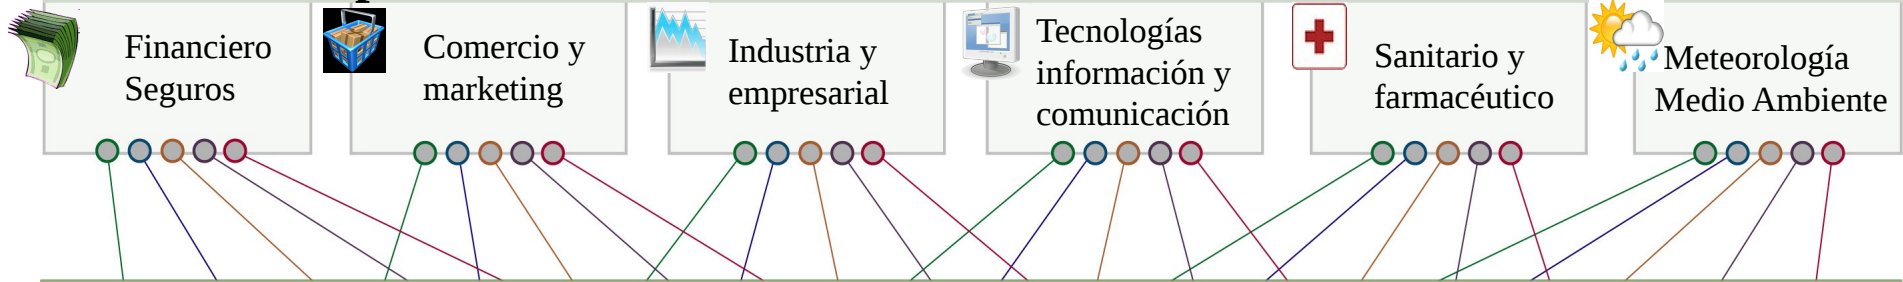 Financiero
Seguros
Comercio y
marketing
Industria y
empresarial
Tecnologías
información y
comunicación
Sanitario y
farmacéutico
Meteorología
Medio Ambiente